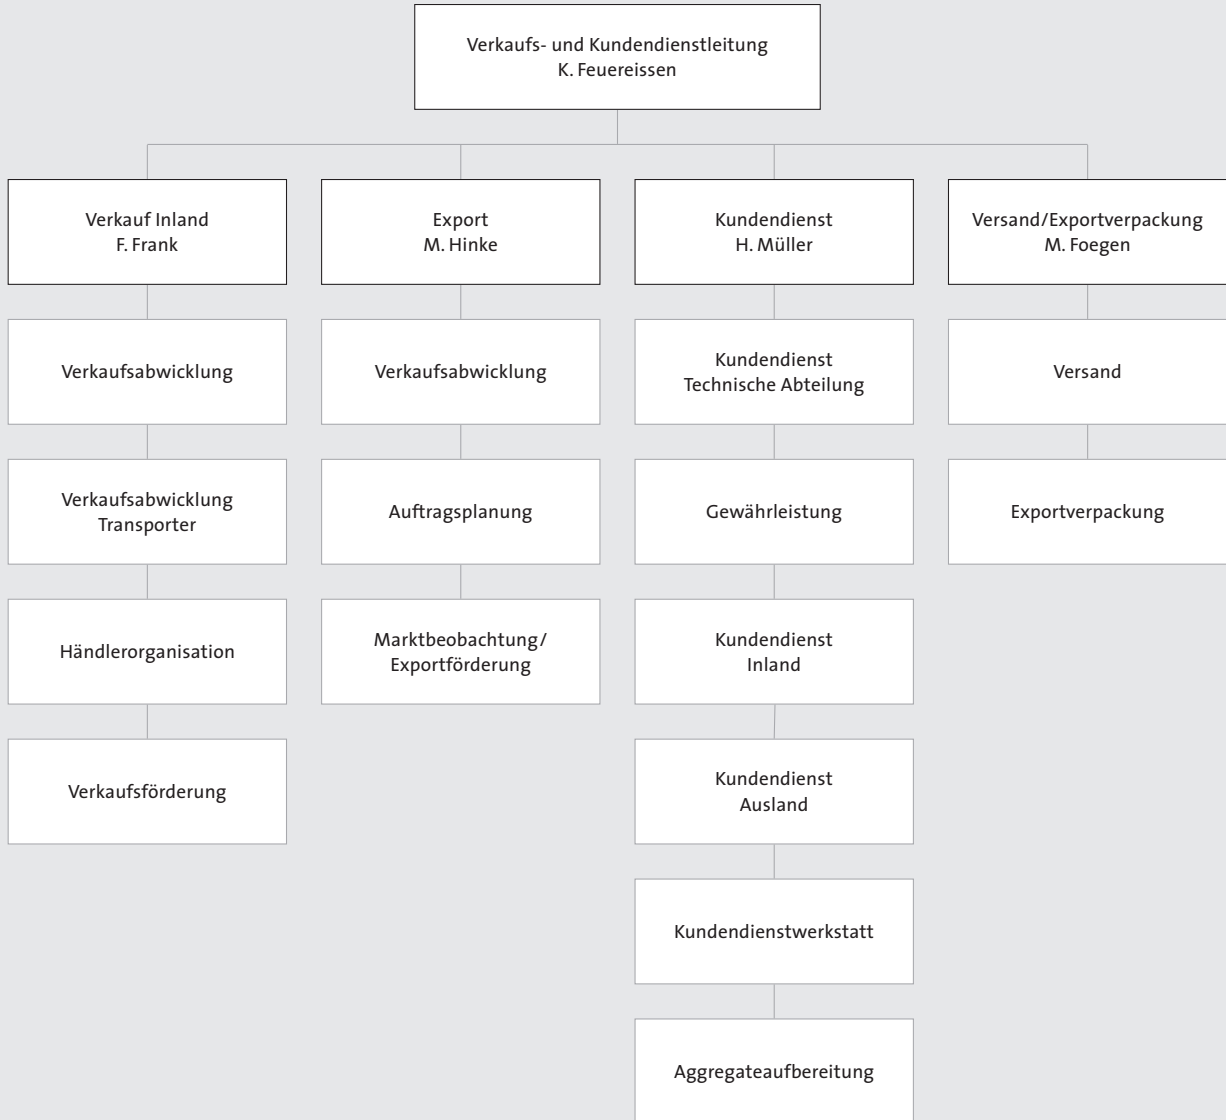 Verkaufs- und Kundendienstleitung
K. Feuereissen
Verkauf Inland
F. Frank
Export
M. Hinke
Kundendienst
H. Müller
Versand/Exportverpackung
M. Foegen
Verkaufsabwicklung
Verkaufsabwicklung
Kundendienst
Technische Abteilung
Versand
Verkaufsabwicklung
Transporter
Auftragsplanung
Gewährleistung
Exportverpackung
Händlerorganisation
Marktbeobachtung/
Exportförderung
Kundendienst
Inland
Verkaufsförderung
Kundendienst
Ausland
Kundendienstwerkstatt
Aggregateaufbereitung